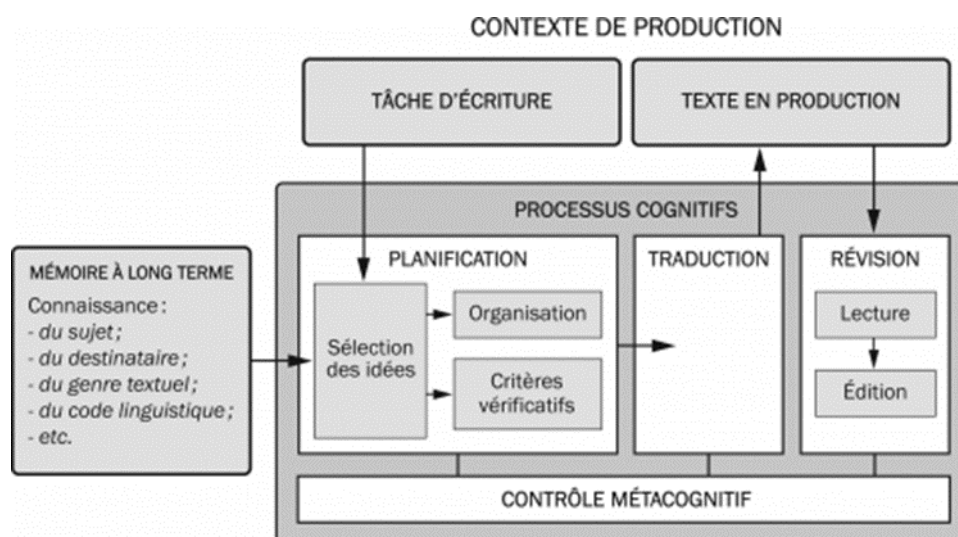 CONTEXTE DE PRODUCTION
TÂCHE D'ÉCRITURE
TEXTE EN PRODUCTION
PROCESSUS COGNITIFS
MÉMOIRE À LONG TERME
Connaissance :
- du sujet ;
- du destinataire ;
- du genre textuel ;
- du code linguistique ;
- etc.
PLANIFICATION
Sélection
des idées
Organisation
Critères
vérificatifs
TRADUCTION
RÉVISION
Lecture
Édition
CONTRÔLE MÉTACOGNITIF